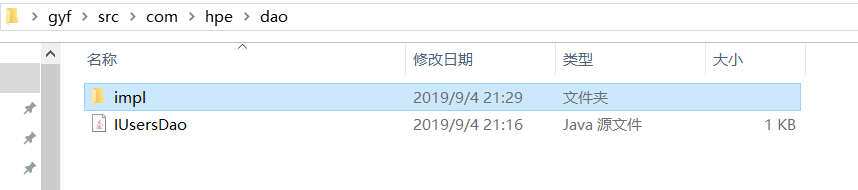 gyf > src > com > hpe > dao
名称 修改日期 类型 大小
impl 2019/9/4 21:29 文件夹
IUsersDao 2019/9/4 21:16 Java 源文件 1 KB